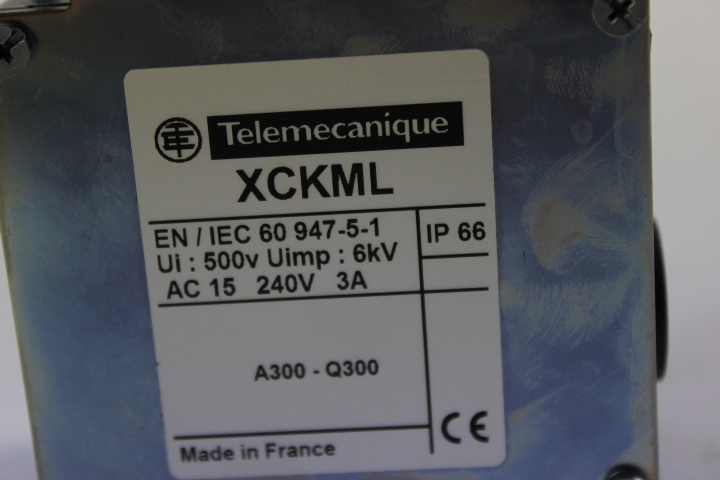 Telemecanique
XCKML
EN / IEC 60 947-5-1
IP 66
Ui : 500v Uimp : 6kV
AC 15 240V 3A
A300 - Q300
CE
Made in France